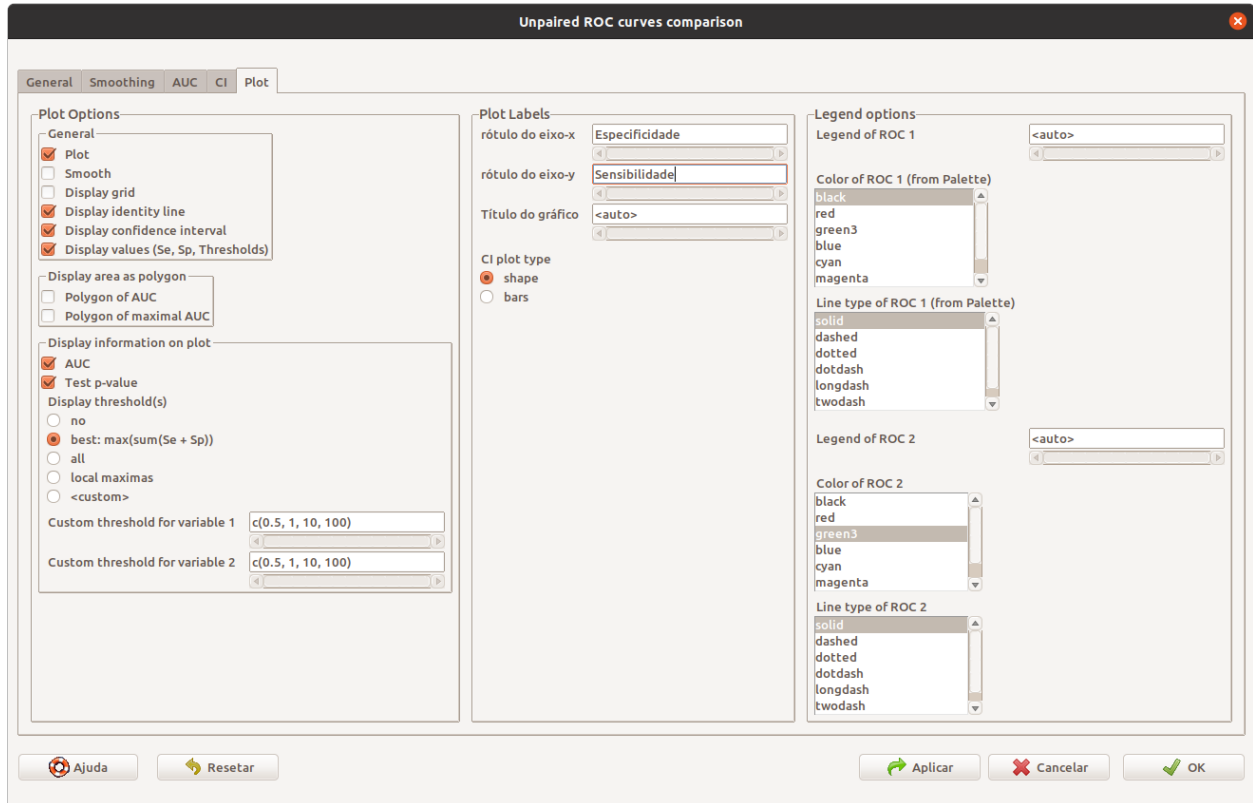 Unpaired ROC curves comparison
General Smoothing AUC CI Plot
Plot Options
General
Plot
Smooth
Display grid
Display identity line
Display confidence interval
Display values (Se, Sp, Thresholds)
Display area as polygon
Polygon of AUC
Polygon of maximal AUC
Display information on plot
AUC
Test p-value
Display threshold(s)
no
best: max(sum(Se + Sp))
all
local maximas
<custom>
Custom threshold for variable 1 c(0.5, 1, 10, 100)
Custom threshold for variable 2 c(0.5, 1, 10, 100)
Plot Labels
rótulo do eixo-x Especificidade
rótulo do eixo-y Sensibilidade
Título do gráfico <auto>
CI plot type
shape
bars
Legend options
Legend of ROC 1 <auto>
Color of ROC 1 (from Palette)
black
red
green3
blue
cyan
magenta
Line type of ROC 1 (from Palette)
solid
dashed
dotted
dotdash
longdash
twodash
Legend of ROC 2 <auto>
Color of ROC 2
black
red
green3
blue
cyan
magenta
Line type of ROC 2
solid
dashed
dotted
dotdash
longdash
twodash
Ajuda Resetar Aplicar Cancelar OK